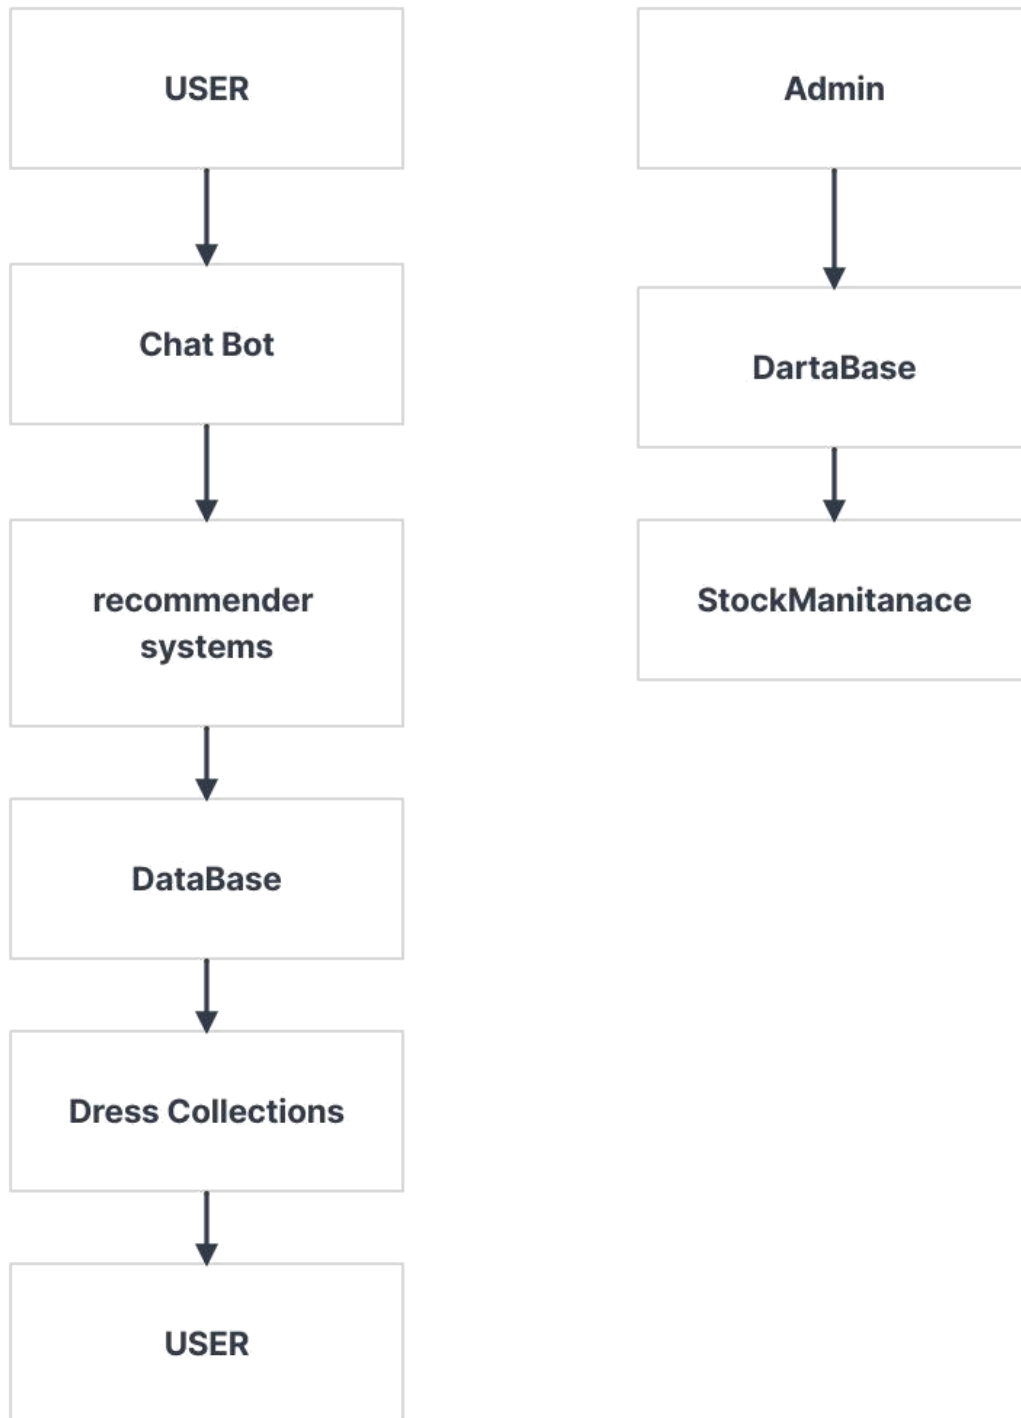 USER
Chat Bot
recommender
systems
DataBase
Dress Collections
USER
Admin
DartaBase
StockManitanace